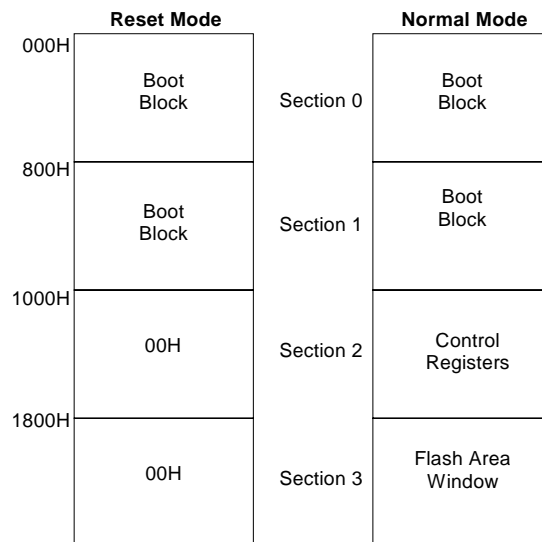 Reset Mode Normal Mode
000H
Boot Boot
Block Section 0 Block
800H
Boot Boot
Block Section 1 Block
1000H
00H Section 2 Control
Registers
1800H
00H Section 3 Flash Area
Window